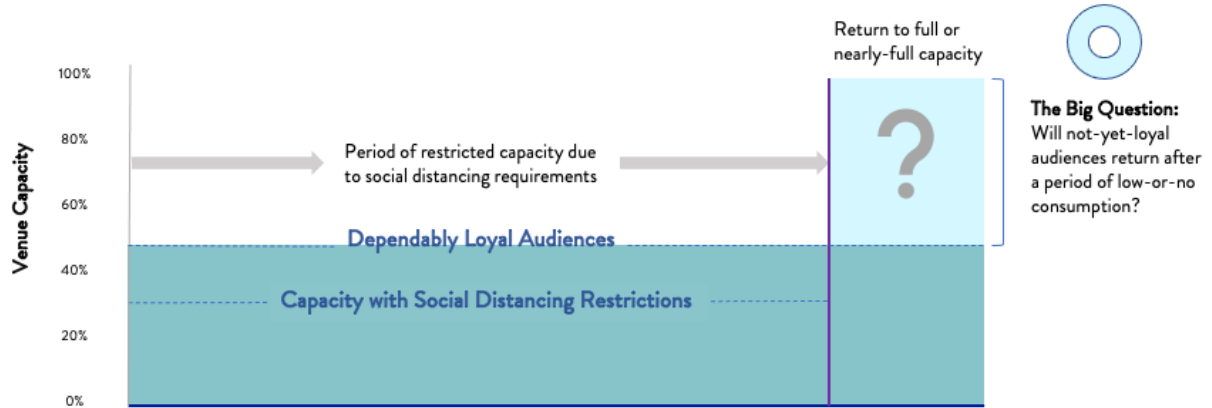 Return to full or
nearly-full capacity
100%
80%
60%
40%
20%
0%
Venue Capacity
Period of restricted capacity due
to social distancing requirements
Dependably Loyal Audiences
Capacity with Social Distancing Restrictions
?
The Big Question:
Will not-yet-loyal
audiences return after
a period of low-or-no
consumption?